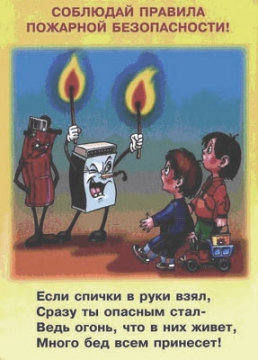 СОБЛЮДАЙ ПРАВИЛА
ПОЖАРНОЙ БЕЗОПАСНОСТИ!
Если спички в руки взял,
Сразу ты опасным стал-
Ведь огонь, что в них живет,
Много бед всем принесет!